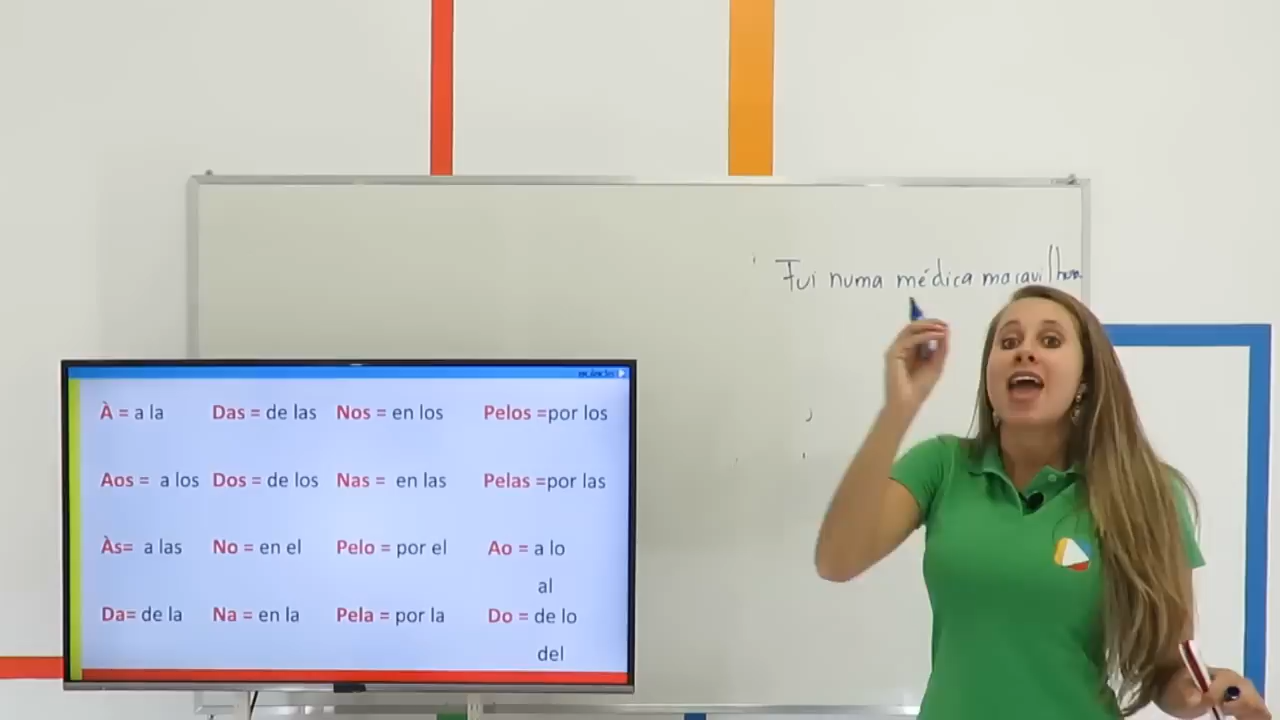 Fui numa médica maravilhosa
À = a la Das = de las Nos = en los Pelos =por los
Aos = a los Dos = de los Nas = en las Pelas =por las
Às= a las No = en el Pelo = por el Ao = a lo
al
Da= de la Na = en la Pela = por la Do = de lo
del